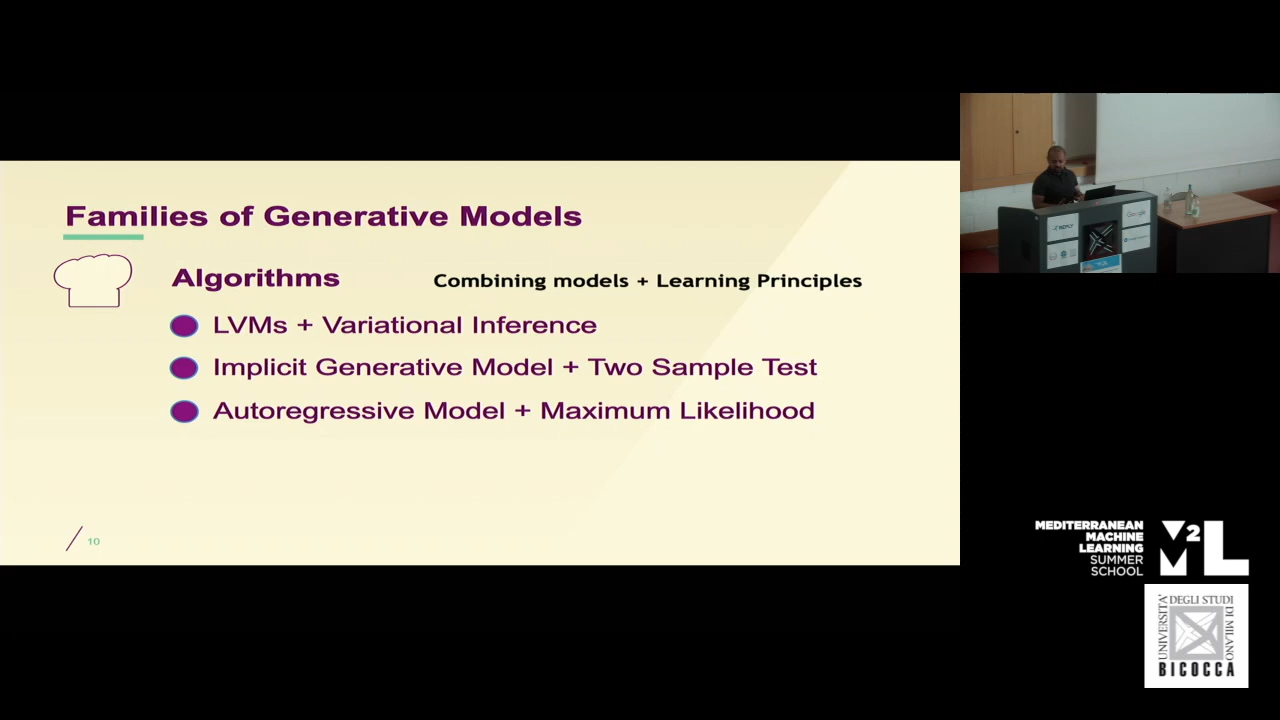 Families of Generative Models
Algorithms
Combining models + Learning Principles
LVMs + Variational Inference
Implicit Generative Model + Two Sample Test
Autoregressive Model + Maximum Likelihood
10
Google
MEDITERRANEAN
MACHINE
LEARNING
SUMMER
SCHOOL
M2L
UNIVERSITÀ
DEGLI STUDI
DI MILANO
BICOCCA